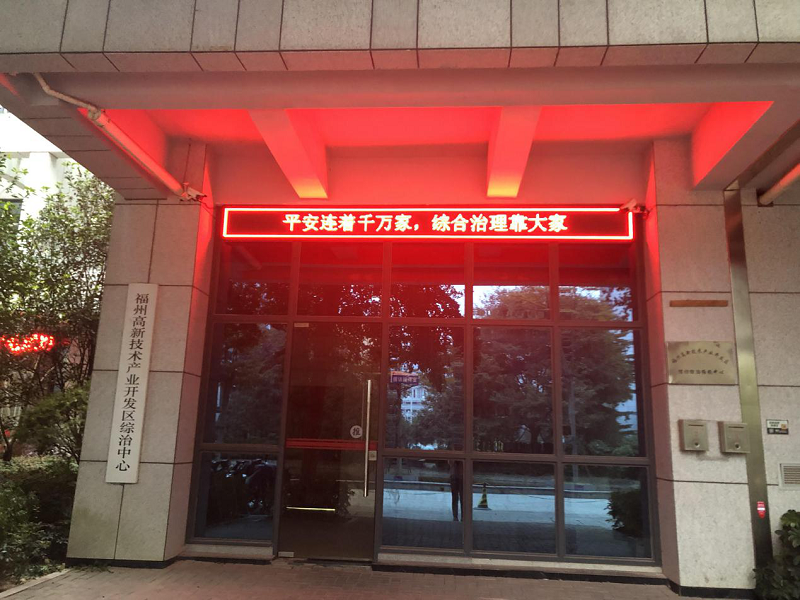 平安连着千万家，综合治理靠大家
福州高新技术产业开发区综治中心
推